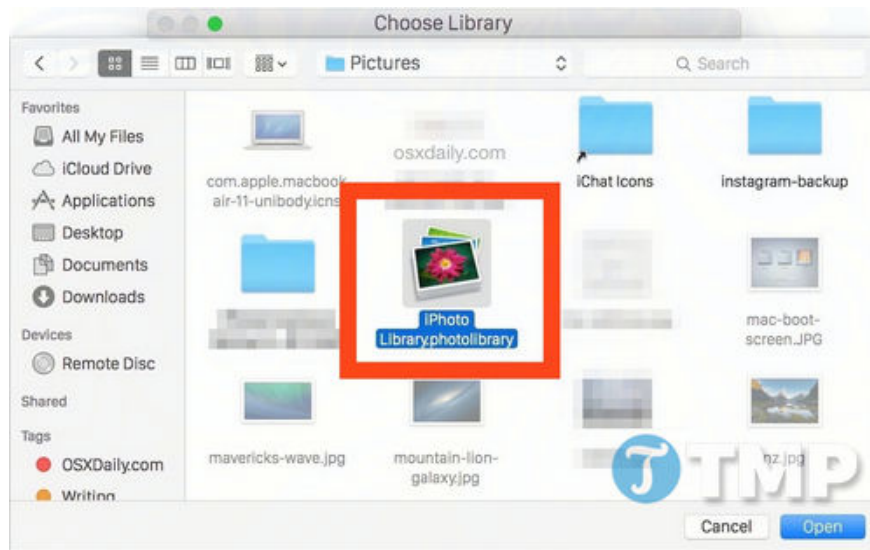 Choose Library
Pictures
Search
Favorites
All My Files
iCloud Drive
Applications
Desktop
Documents
Downloads
Devices
Remote Disc
Shared
Tags
OSXDaily.com
Writing
com.apple.macbook
air-11-unibody.icns
osxdaily.com
iChat Icons
instagram-backup
iPhoto
Library.photolibrary
mac-boot-
screen.JPG
mavericks-wave.jpg
mountain-lion-
galaxy.jpg
nz.jpg
T TMP
Cancel
Open